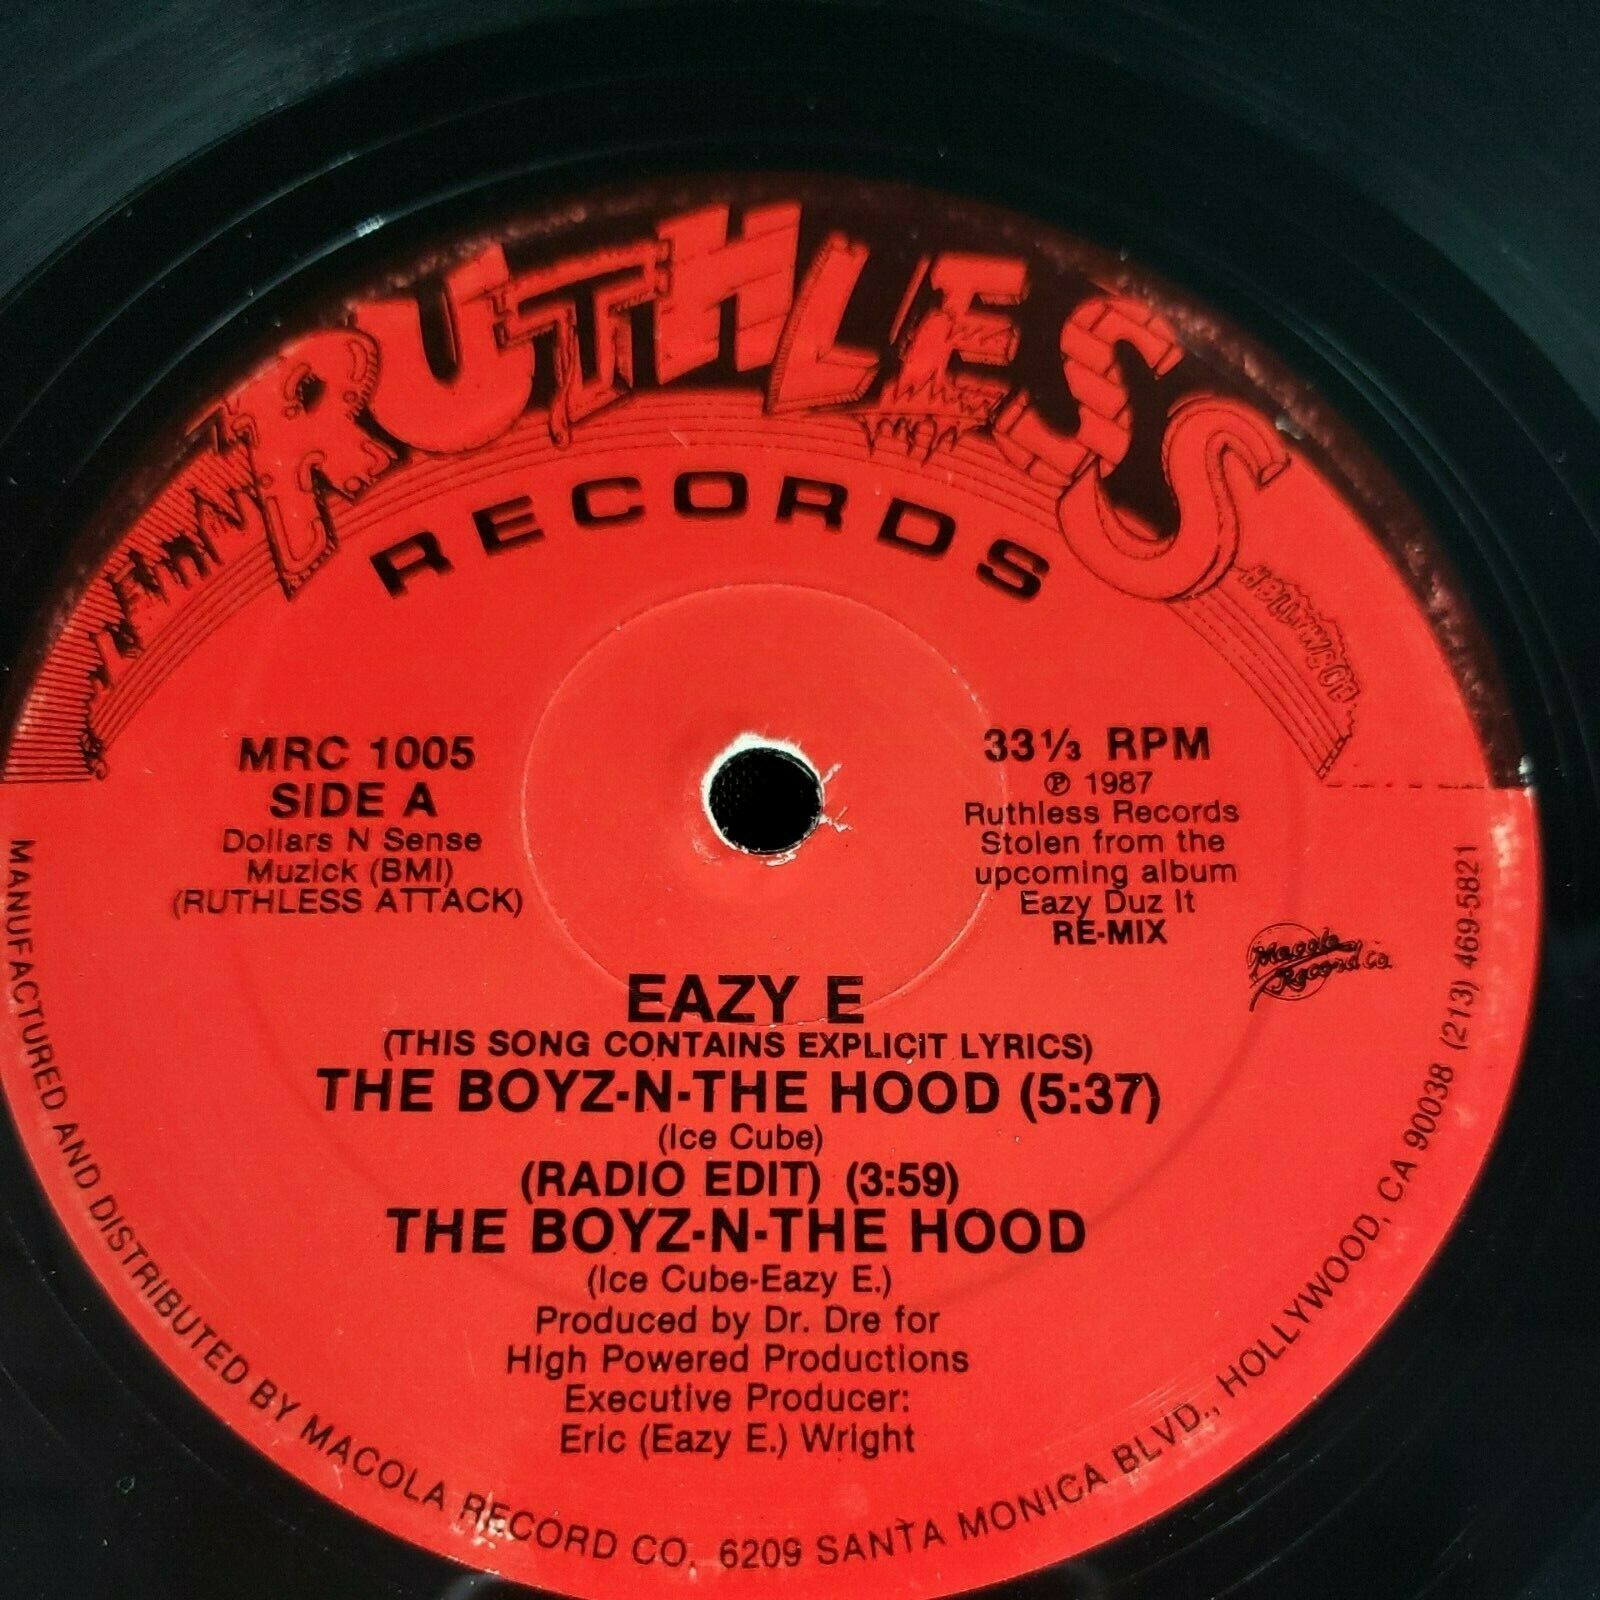 RUTHLESS
RECORDS
HOLLYWOOD
MRC 1005
SIDE A
Dollars N Sense
Muzick (BMI)
(RUTHLESS ATTACK)
33 1/3 RPM
℗ 1987
Ruthless Records
Stolen from the
upcoming album
Eazy Duz It
RE-MIX
Macola
Record Co.
EAZY E
(THIS SONG CONTAINS EXPLICIT LYRICS)
THE BOYZ-N-THE HOOD (5:37)
(Ice Cube)
(RADIO EDIT) (3:59)
THE BOYZ-N-THE HOOD
(Ice Cube-Eazy E.)
Produced by Dr. Dre for
High Powered Productions
Executive Producer:
Eric (Eazy E.) Wright
MANUFACTURED AND DISTRIBUTED BY MACOLA RECORD CO. 6209 SANTA MONICA BLVD., HOLLYWOOD, CA 90038 (213) 469-5821